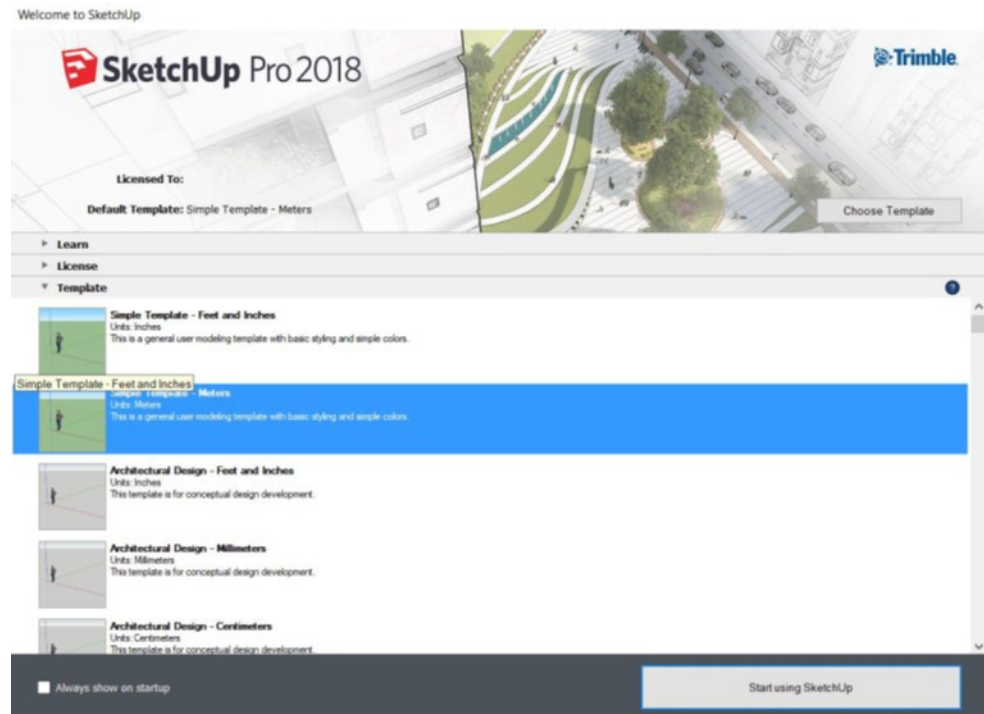 Welcome to SketchUp
SketchUp Pro 2018
Trimble
Licensed To:
Default Template: Simple Template - Meters
Choose Template
Learn
License
Template
?
Simple Template - Feet and Inches
Units: Inches
This is a general user modeling template with basic styling and simple colors.
Simple Template - Feet and Inches
Simple Template - Meters
Units: Meters
This is a general user modeling template with basic styling and simple colors.
Architectural Design - Feet and Inches
Units: Inches
This template is for conceptual design development.
Architectural Design - Millimeters
Units: Millimeters
This template is for conceptual design development.
Architectural Design - Centimeters
Units: Centimeters
This template is for conceptual design development.
Always show on startup
Start using SketchUp